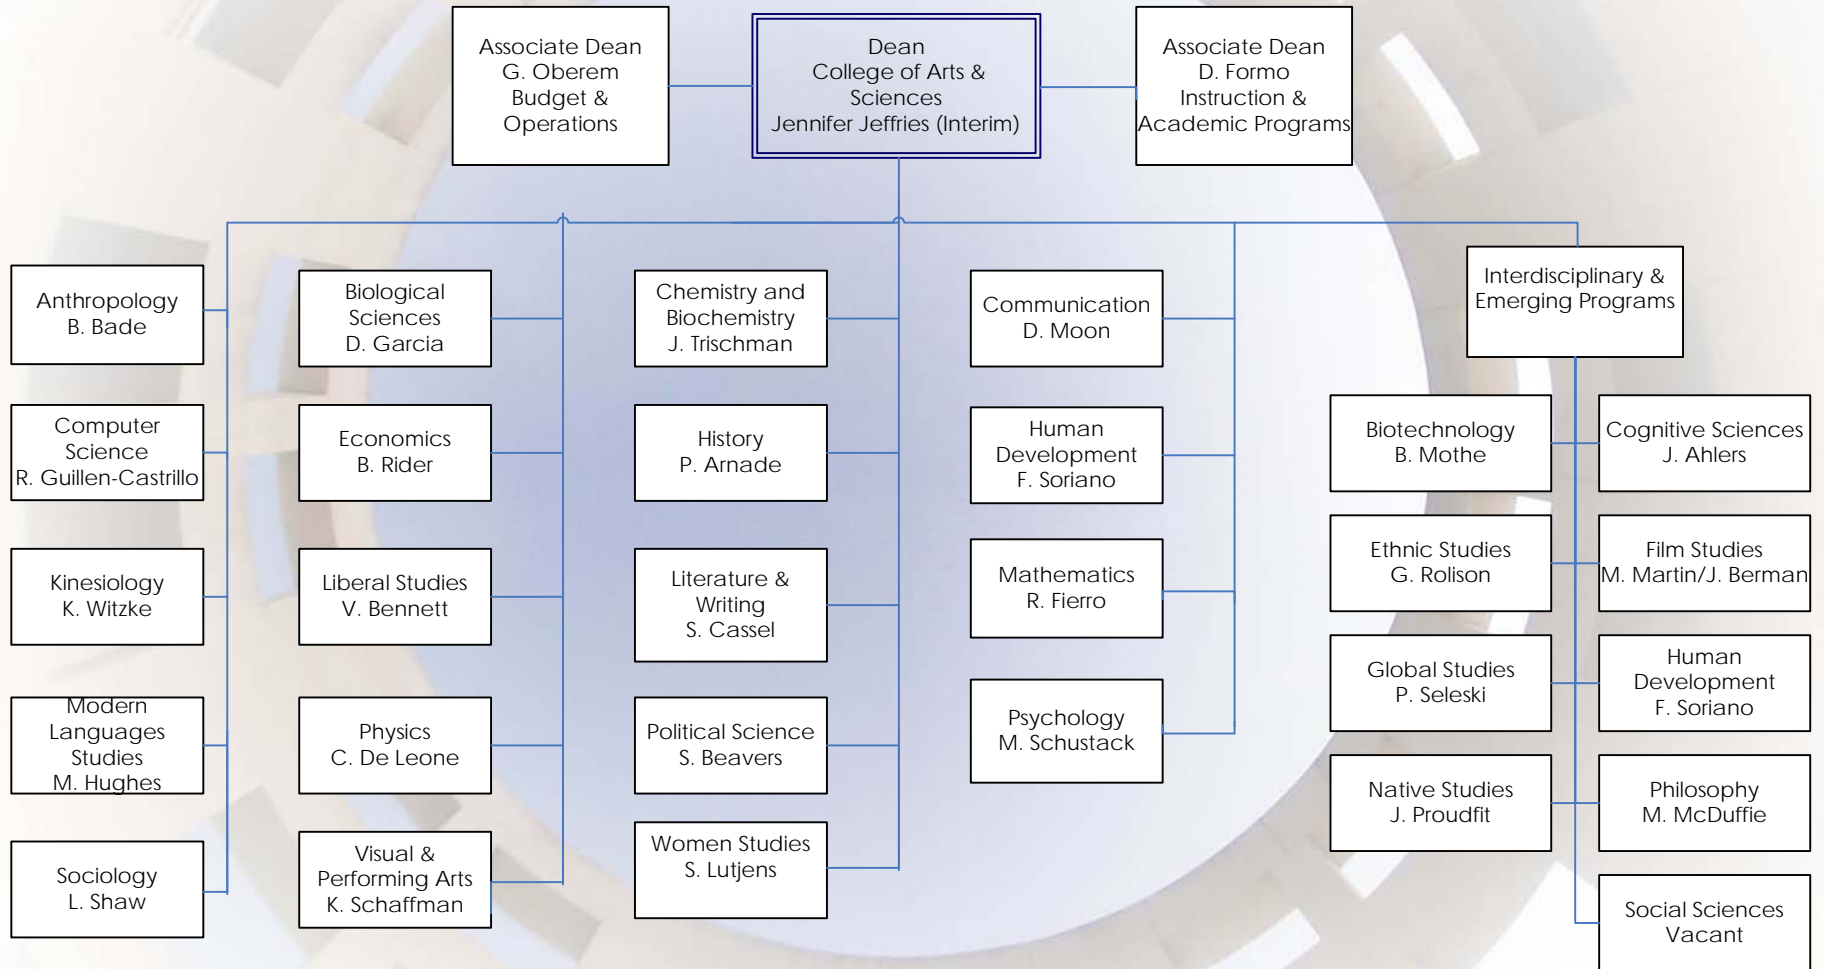 Associate Dean
G. Oberem
Budget &
Operations
Dean
College of Arts &
Sciences
Jennifer Jeffries (Interim)
Associate Dean
D. Formo
Instruction &
Academic Programs
Anthropology
B. Bade
Biological
Sciences
D. Garcia
Chemistry and
Biochemistry
J. Trischman
Communication
D. Moon
Interdisciplinary &
Emerging Programs
Computer
Science
R. Guillen-Castrillo
Economics
B. Rider
History
P. Arnade
Human
Development
F. Soriano
Biotechnology
B. Mothe
Cognitive Sciences
J. Ahlers
Kinesiology
K. Witzke
Liberal Studies
V. Bennett
Literature &
Writing
S. Cassel
Mathematics
R. Fierro
Ethnic Studies
G. Rolison
Film Studies
M. Martin/J. Berman
Modern
Languages
Studies
M. Hughes
Physics
C. De Leone
Political Science
S. Beavers
Psychology
M. Schustack
Global Studies
P. Seleski
Human
Development
F. Soriano
Native Studies
J. Proudfit
Philosophy
M. McDuffie
Sociology
L. Shaw
Visual &
Performing Arts
K. Schaffman
Women Studies
S. Lutjens
Social Sciences
Vacant